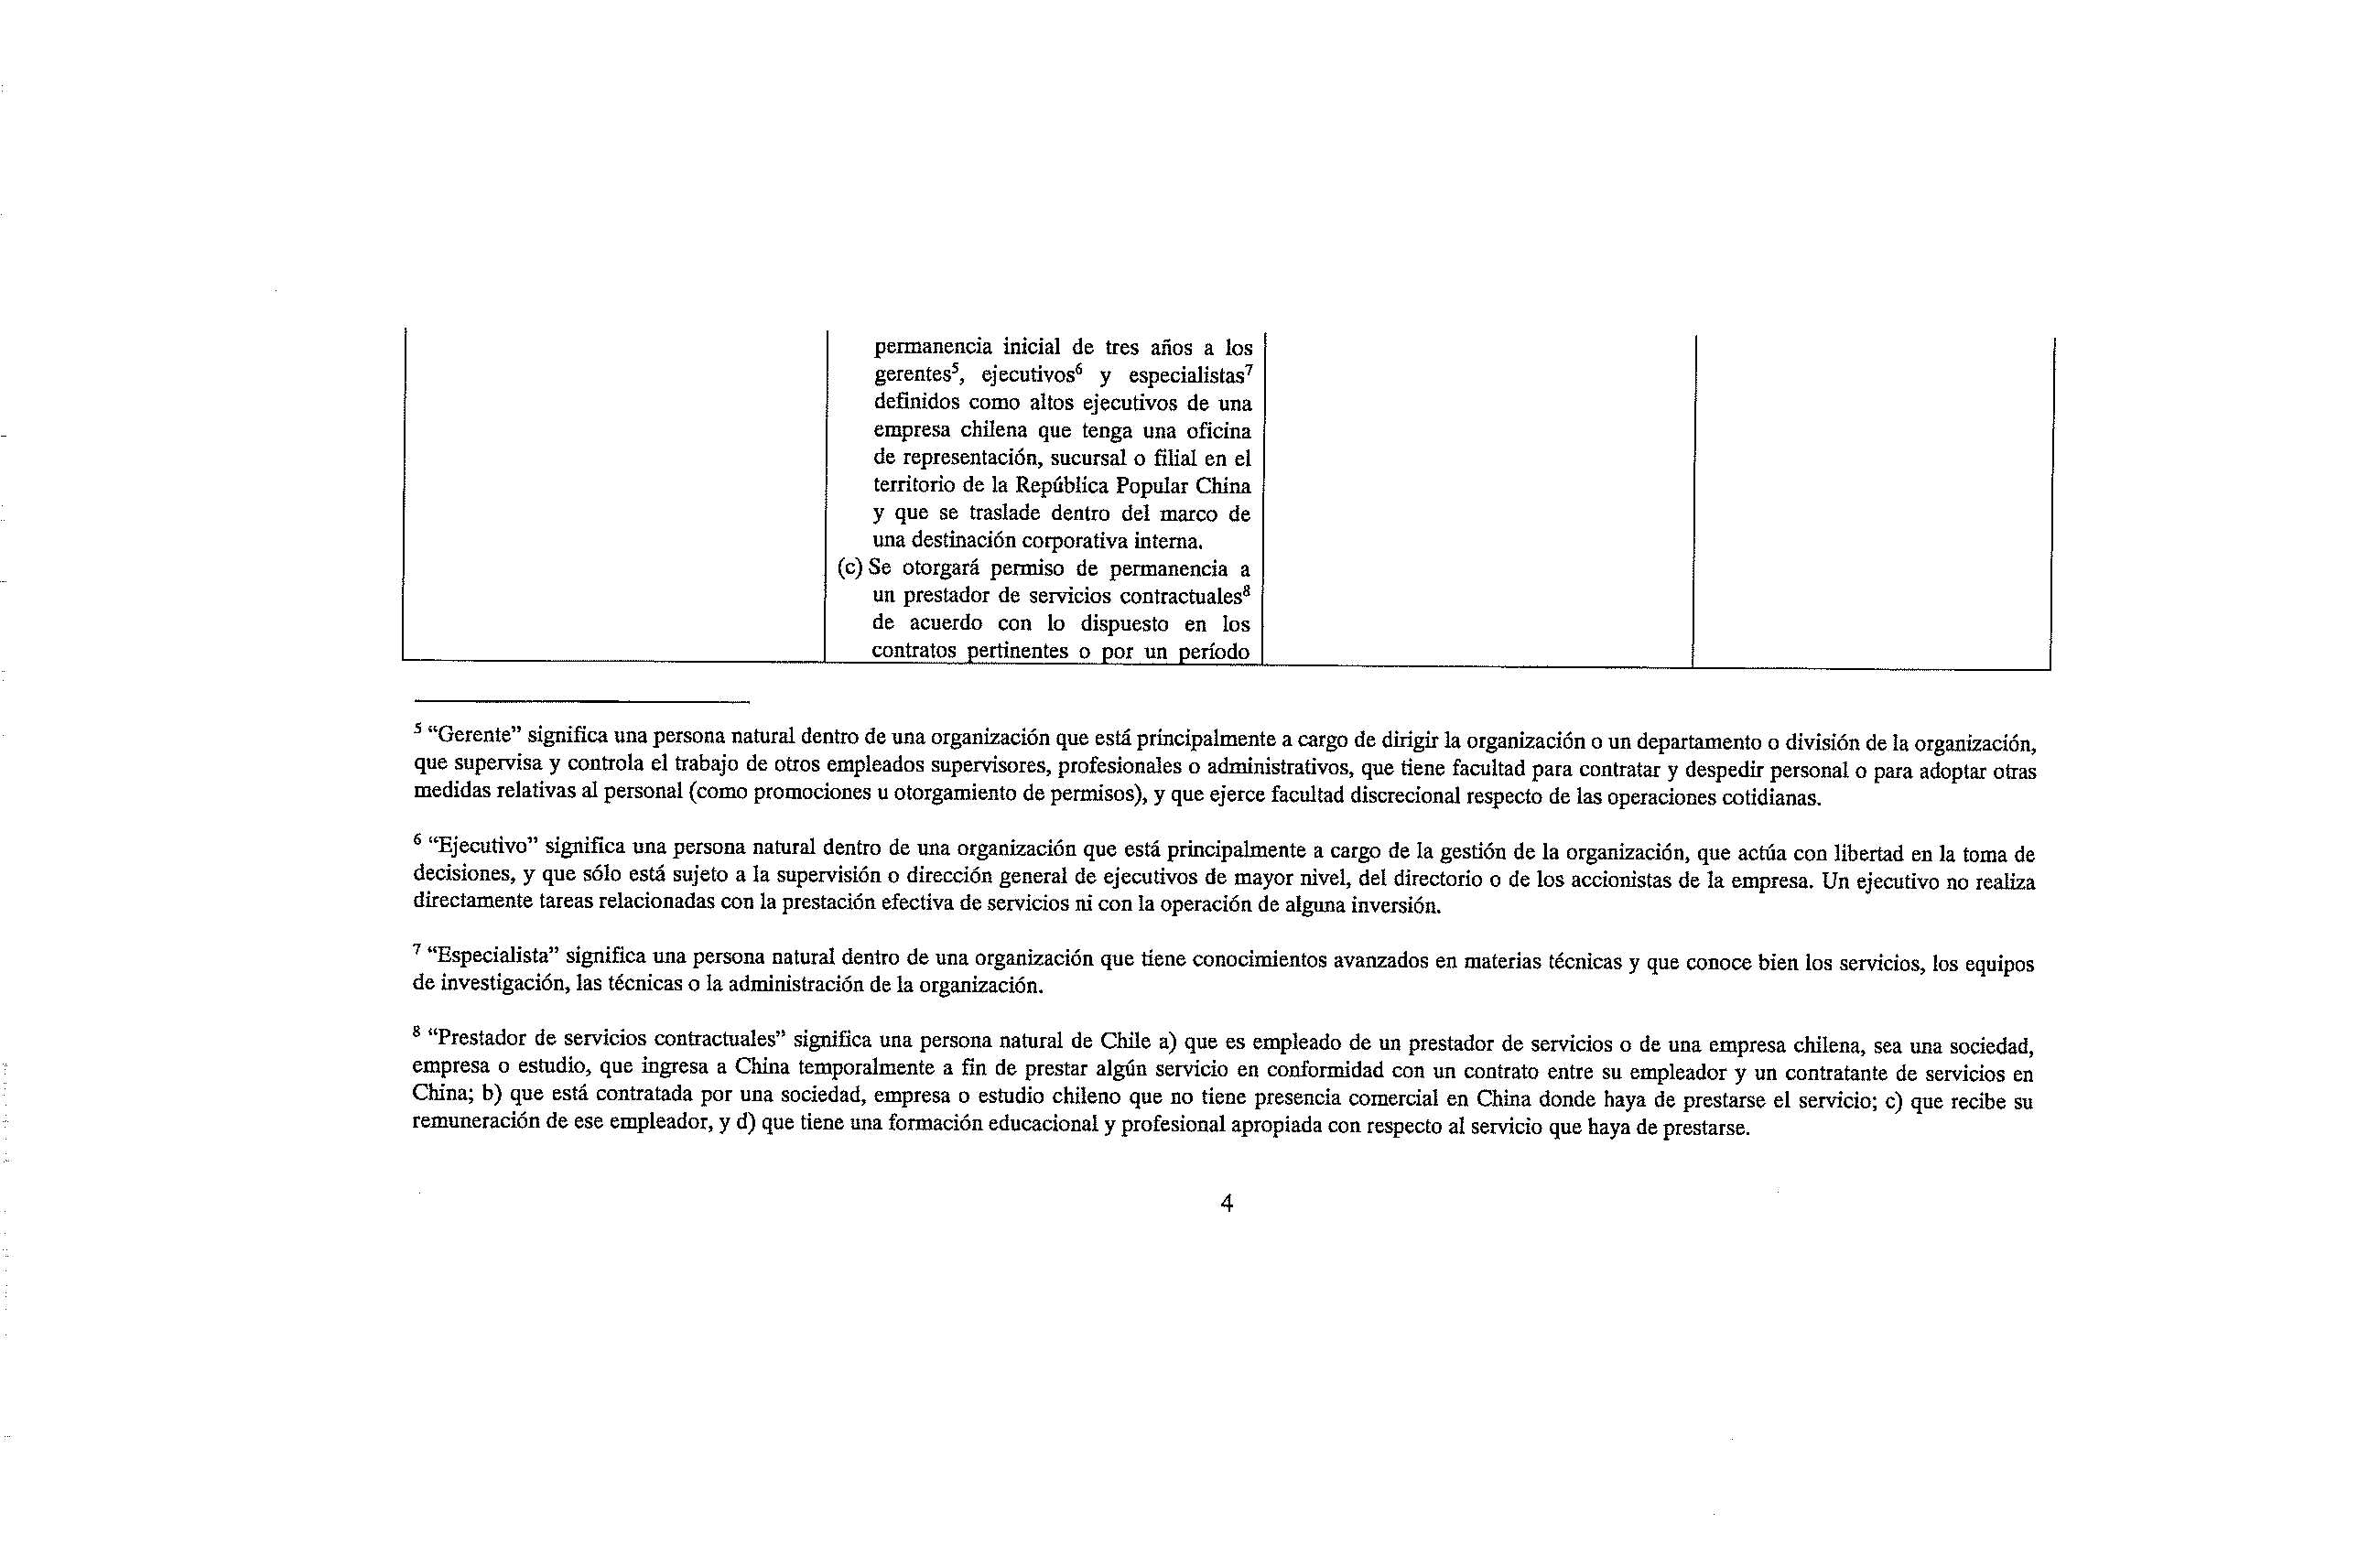 permanencia inicial de tres años a los
gerentes⁵, ejecutivos⁶ y especialistas⁷
definidos como altos ejecutivos de una
empresa chilena que tenga una oficina
de representación, sucursal o filial en el
territorio de la República Popular China
y que se traslade dentro del marco de
una destinación corporativa interna.
(c) Se otorgará permiso de permanencia a
un prestador de servicios contractuales⁸
de acuerdo con lo dispuesto en los
contratos pertinentes o por un período
⁵ “Gerente” significa una persona natural dentro de una organización que está principalmente a cargo de dirigir la organización o un departamento o división de la organización,
que supervisa y controla el trabajo de otros empleados supervisores, profesionales o administrativos, que tiene facultad para contratar y despedir personal o para adoptar otras
medidas relativas al personal (como promociones u otorgamiento de permisos), y que ejerce facultad discrecional respecto de las operaciones cotidianas.
⁶ “Ejecutivo” significa una persona natural dentro de una organización que está principalmente a cargo de la gestión de la organización, que actúa con libertad en la toma de
decisiones, y que sólo está sujeto a la supervisión o dirección general de ejecutivos de mayor nivel, del directorio o de los accionistas de la empresa. Un ejecutivo no realiza
directamente tareas relacionadas con la prestación efectiva de servicios ni con la operación de alguna inversión.
⁷ “Especialista” significa una persona natural dentro de una organización que tiene conocimientos avanzados en materias técnicas y que conoce bien los servicios, los equipos
de investigación, las técnicas o la administración de la organización.
⁸ “Prestador de servicios contractuales” significa una persona natural de Chile a) que es empleado de un prestador de servicios o de una empresa chilena, sea una sociedad,
empresa o estudio, que ingresa a China temporalmente a fin de prestar algún servicio en conformidad con un contrato entre su empleador y un contratante de servicios en
China; b) que está contratada por una sociedad, empresa o estudio chileno que no tiene presencia comercial en China donde haya de prestarse el servicio; c) que recibe su
remuneración de ese empleador, y d) que tiene una formación educacional y profesional apropiada con respecto al servicio que haya de prestarse.
4